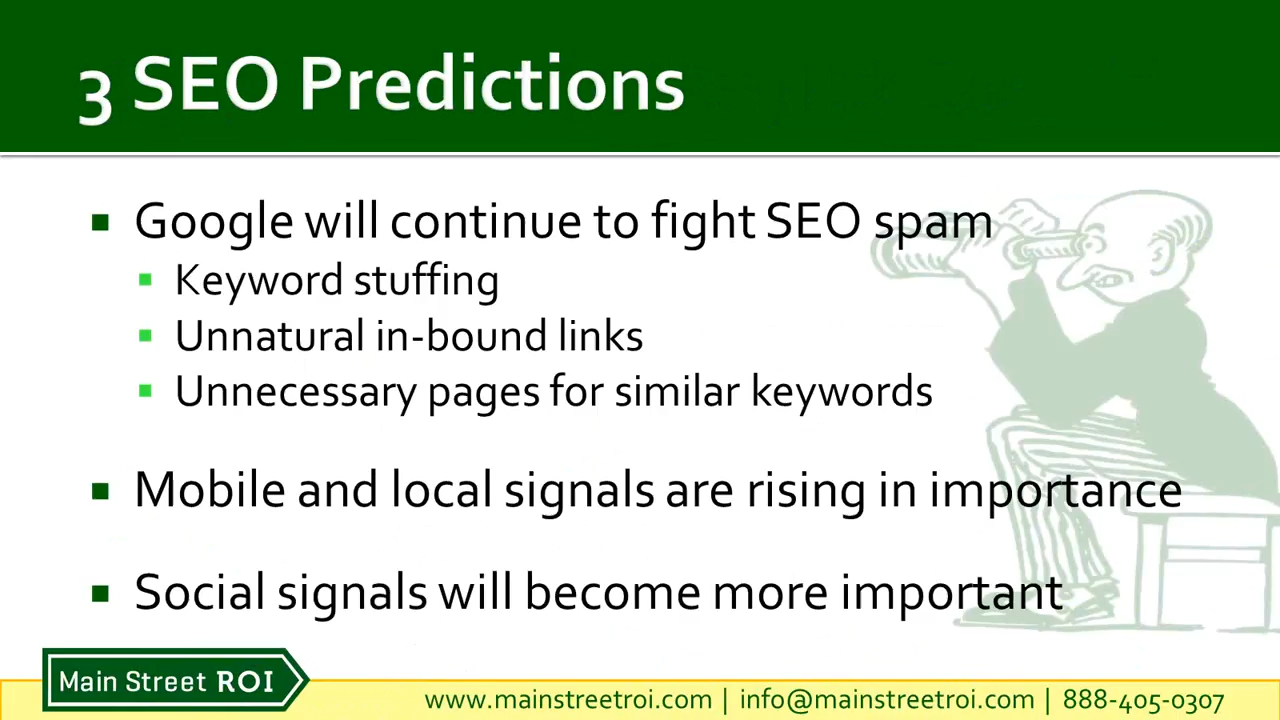 3 SEO Predictions
Google will continue to fight SEO spam
Keyword stuffing
Unnatural in-bound links
Unnecessary pages for similar keywords
Mobile and local signals are rising in importance
Social signals will become more important
Main Street ROI
www.mainstreetroi.com | info@mainstreetroi.com | 888-405-0307